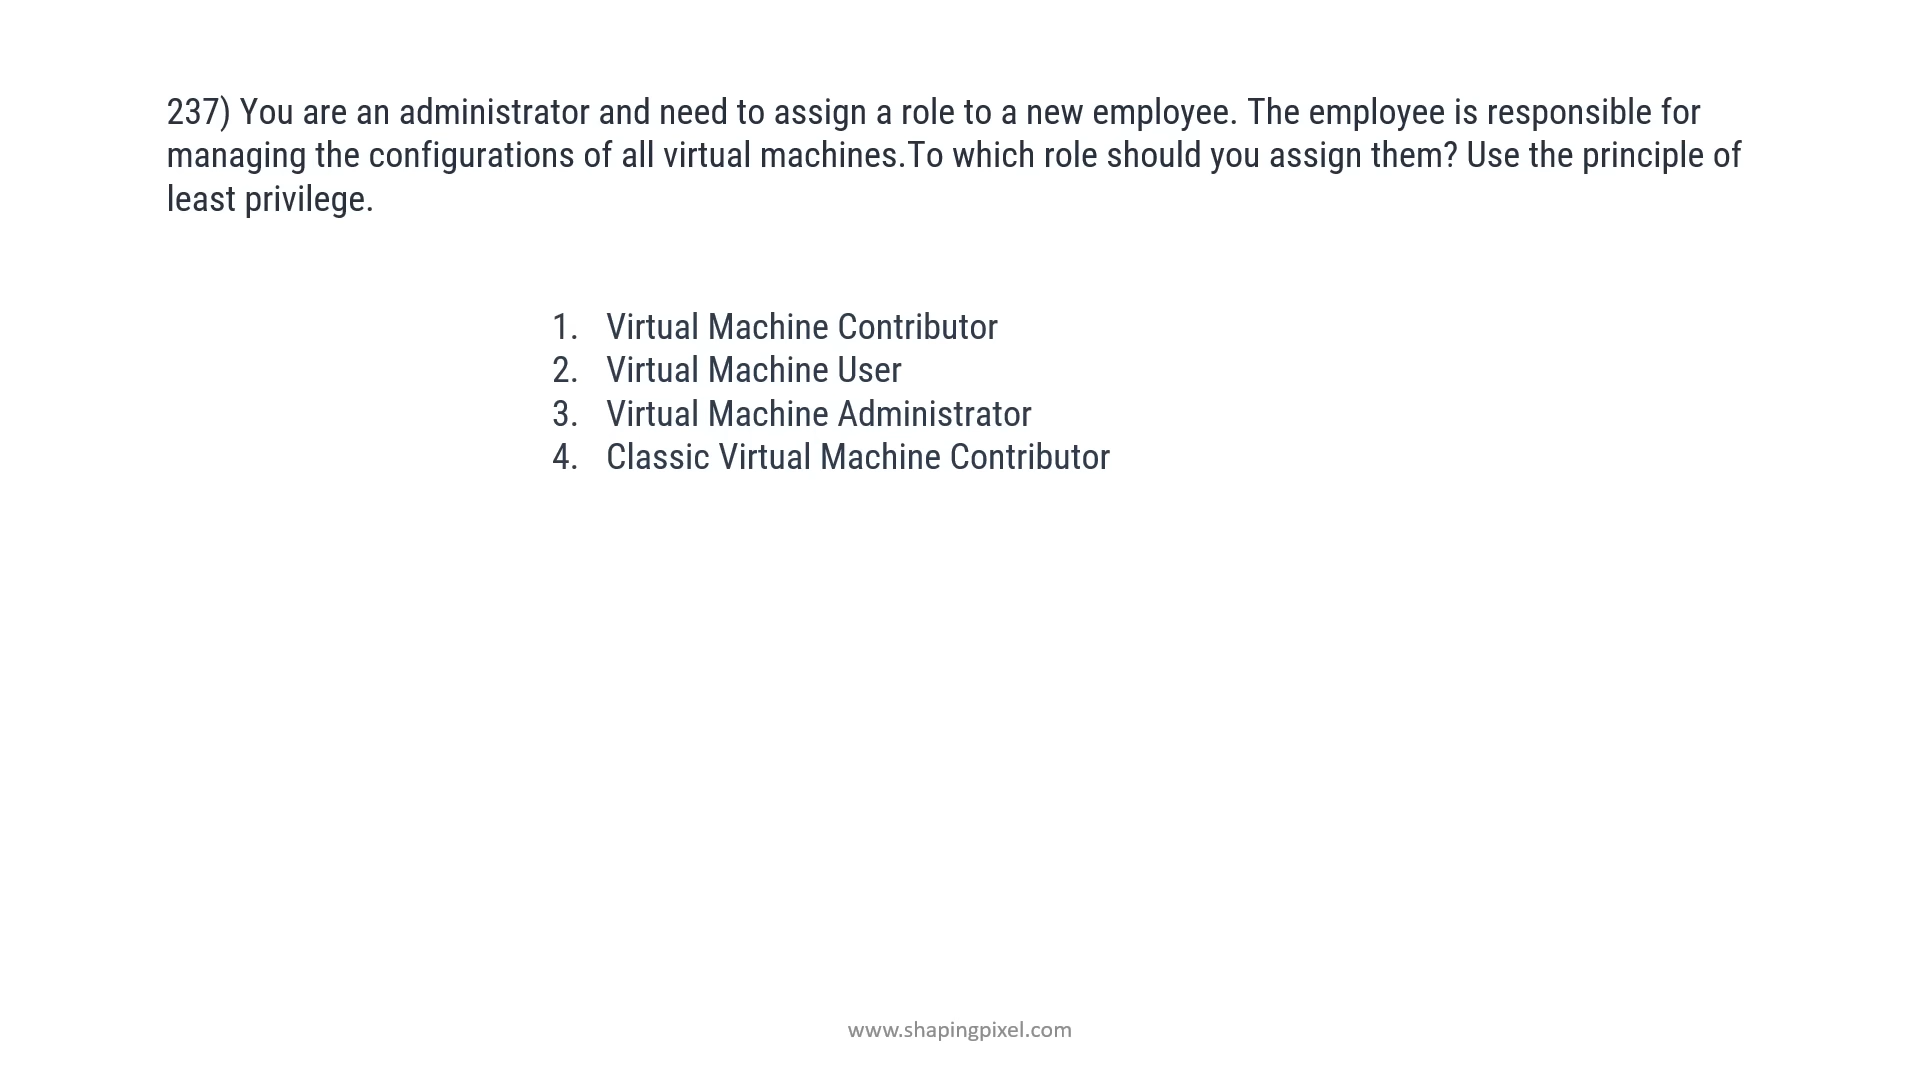 237) You are an administrator and need to assign a role to a new employee. The employee is responsible for
managing the configurations of all virtual machines.To which role should you assign them? Use the principle of
least privilege.
1. Virtual Machine Contributor
2. Virtual Machine User
3. Virtual Machine Administrator
4. Classic Virtual Machine Contributor
www.shapingpixel.com